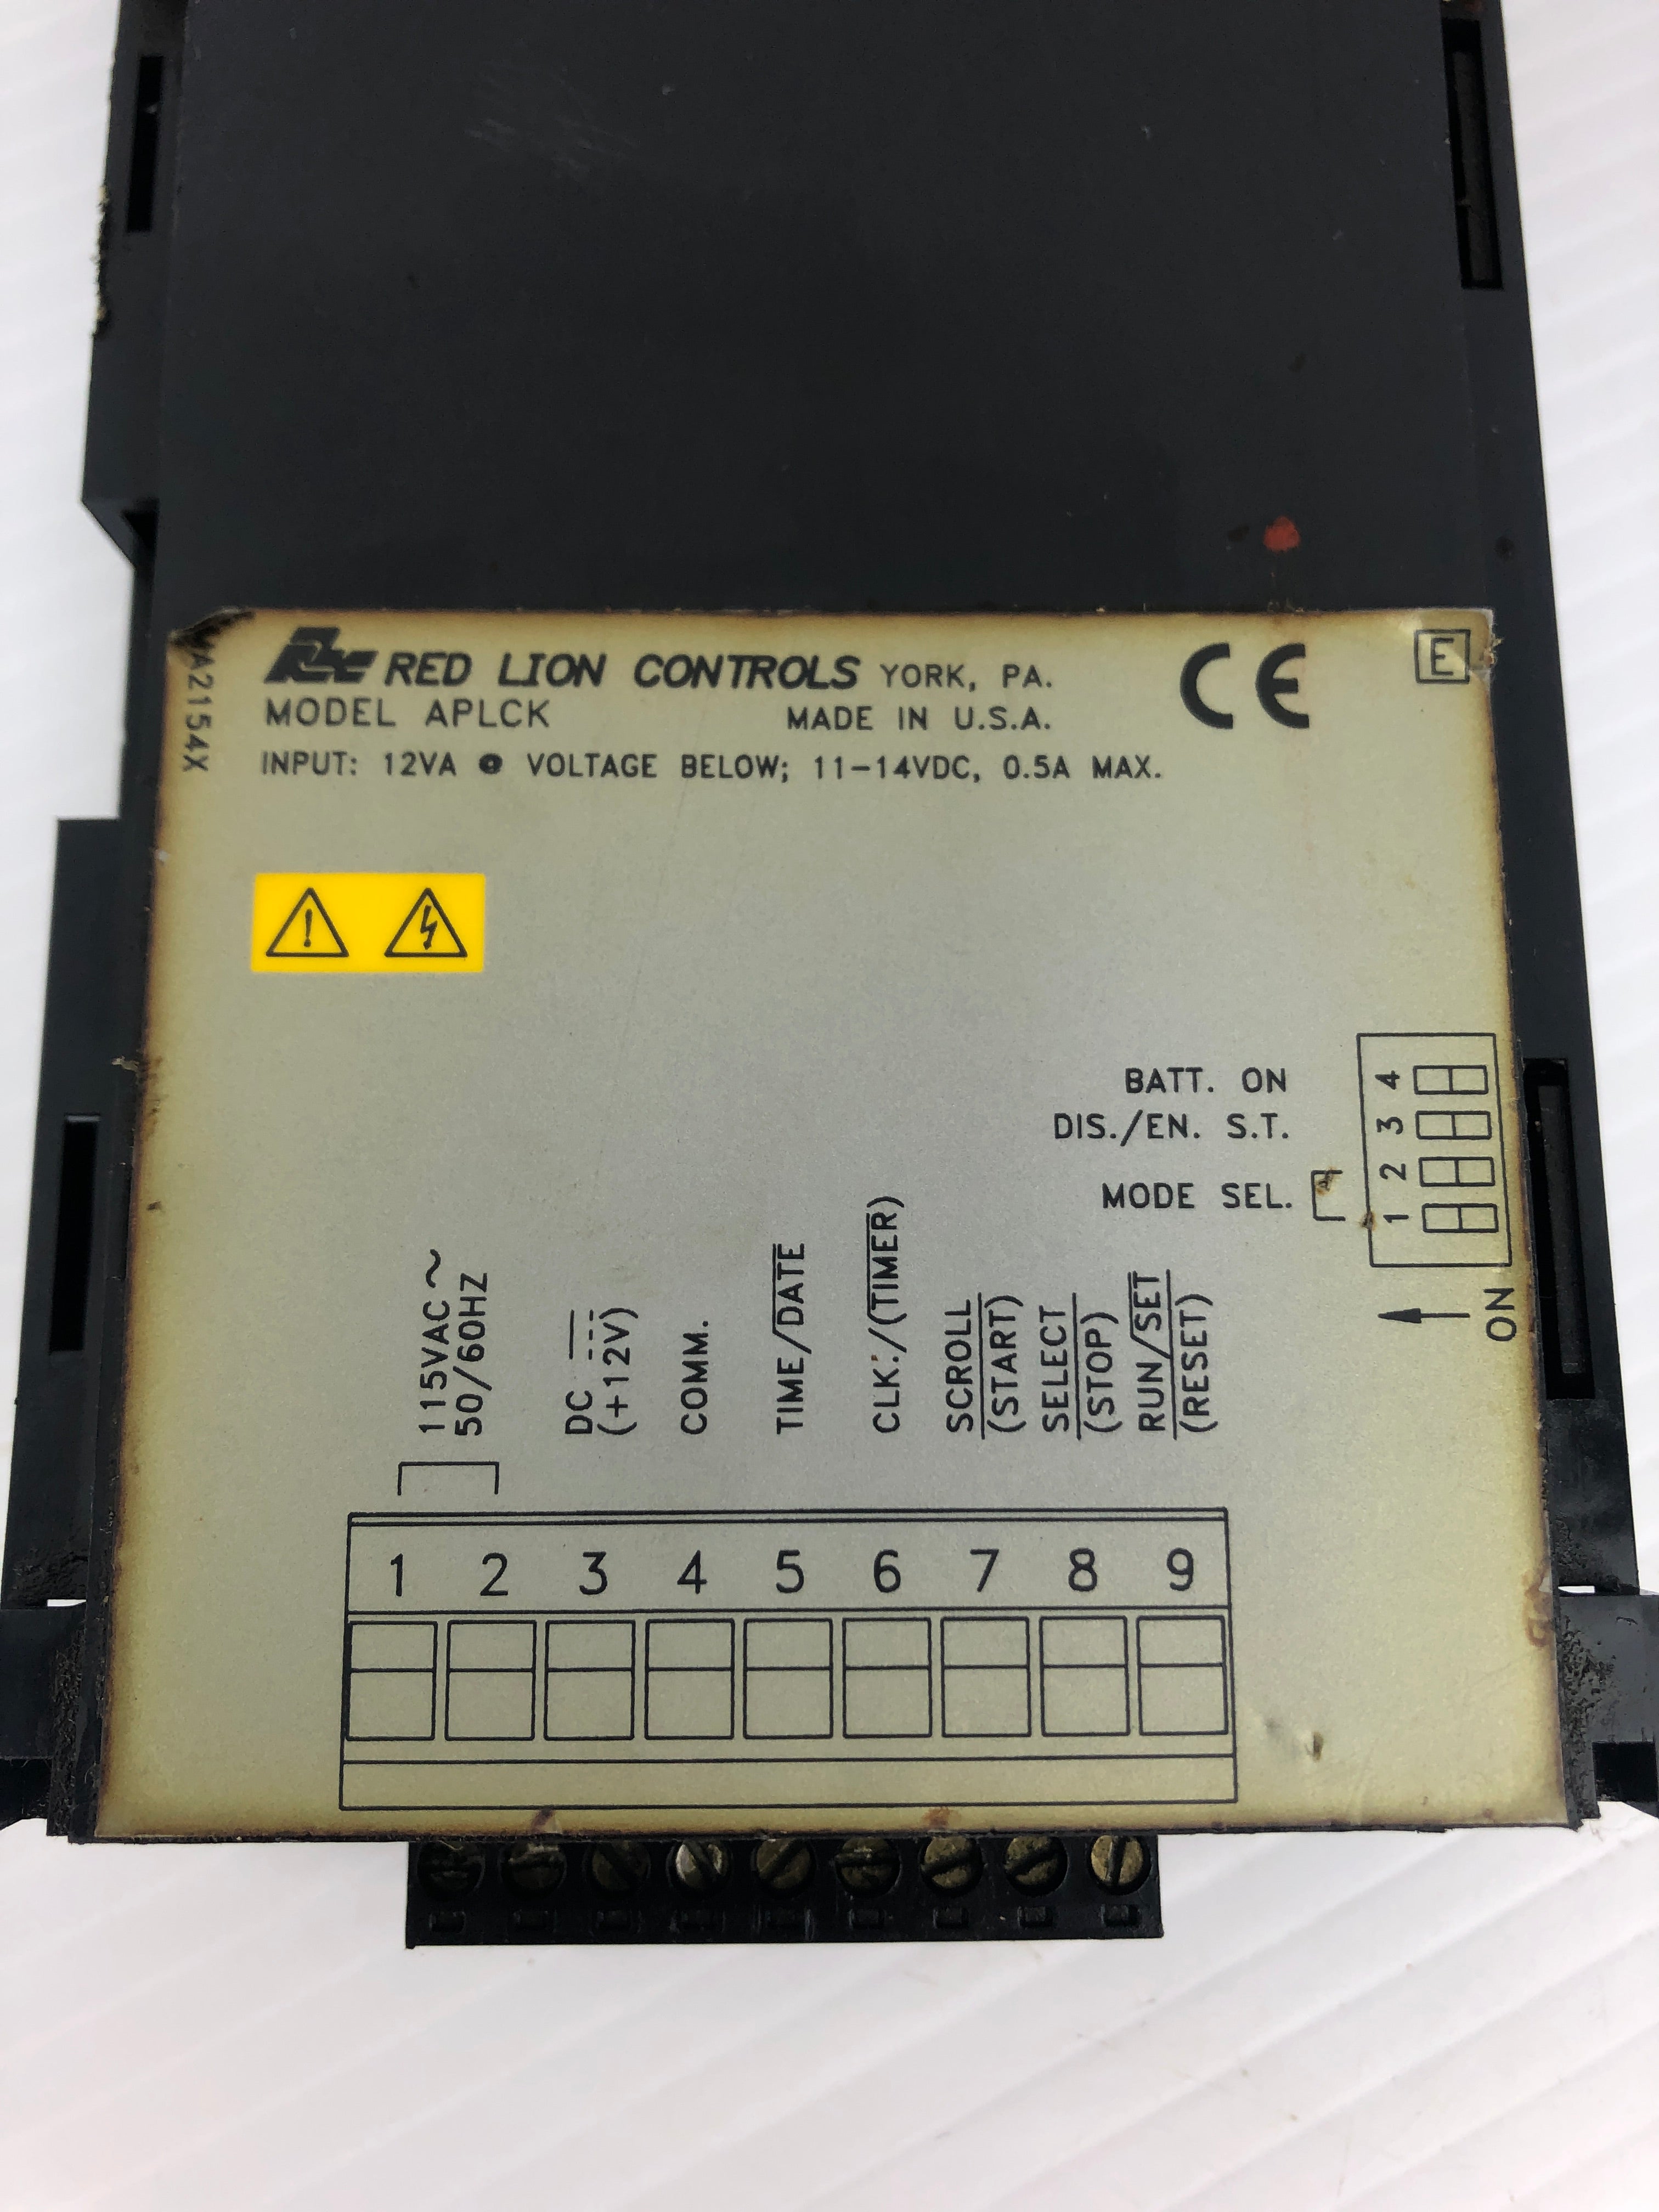 RLC RED LION CONTROLS YORK, PA.
MODEL APLCK MADE IN U.S.A.
INPUT: 12VA @ VOLTAGE BELOW; 11-14VDC, 0.5A MAX.
CE
E
A2154X
BATT. ON
DIS./EN. S.T.
MODE SEL.
4
3
2
1
ON
115VAC ~
50/60HZ
DC
(+12V)
COMM.
TIME/DATE
CLK./(TIMER)
SCROLL
(START)
SELECT
(STOP)
RUN/SET
(RESET)
1 2 3 4 5 6 7 8 9